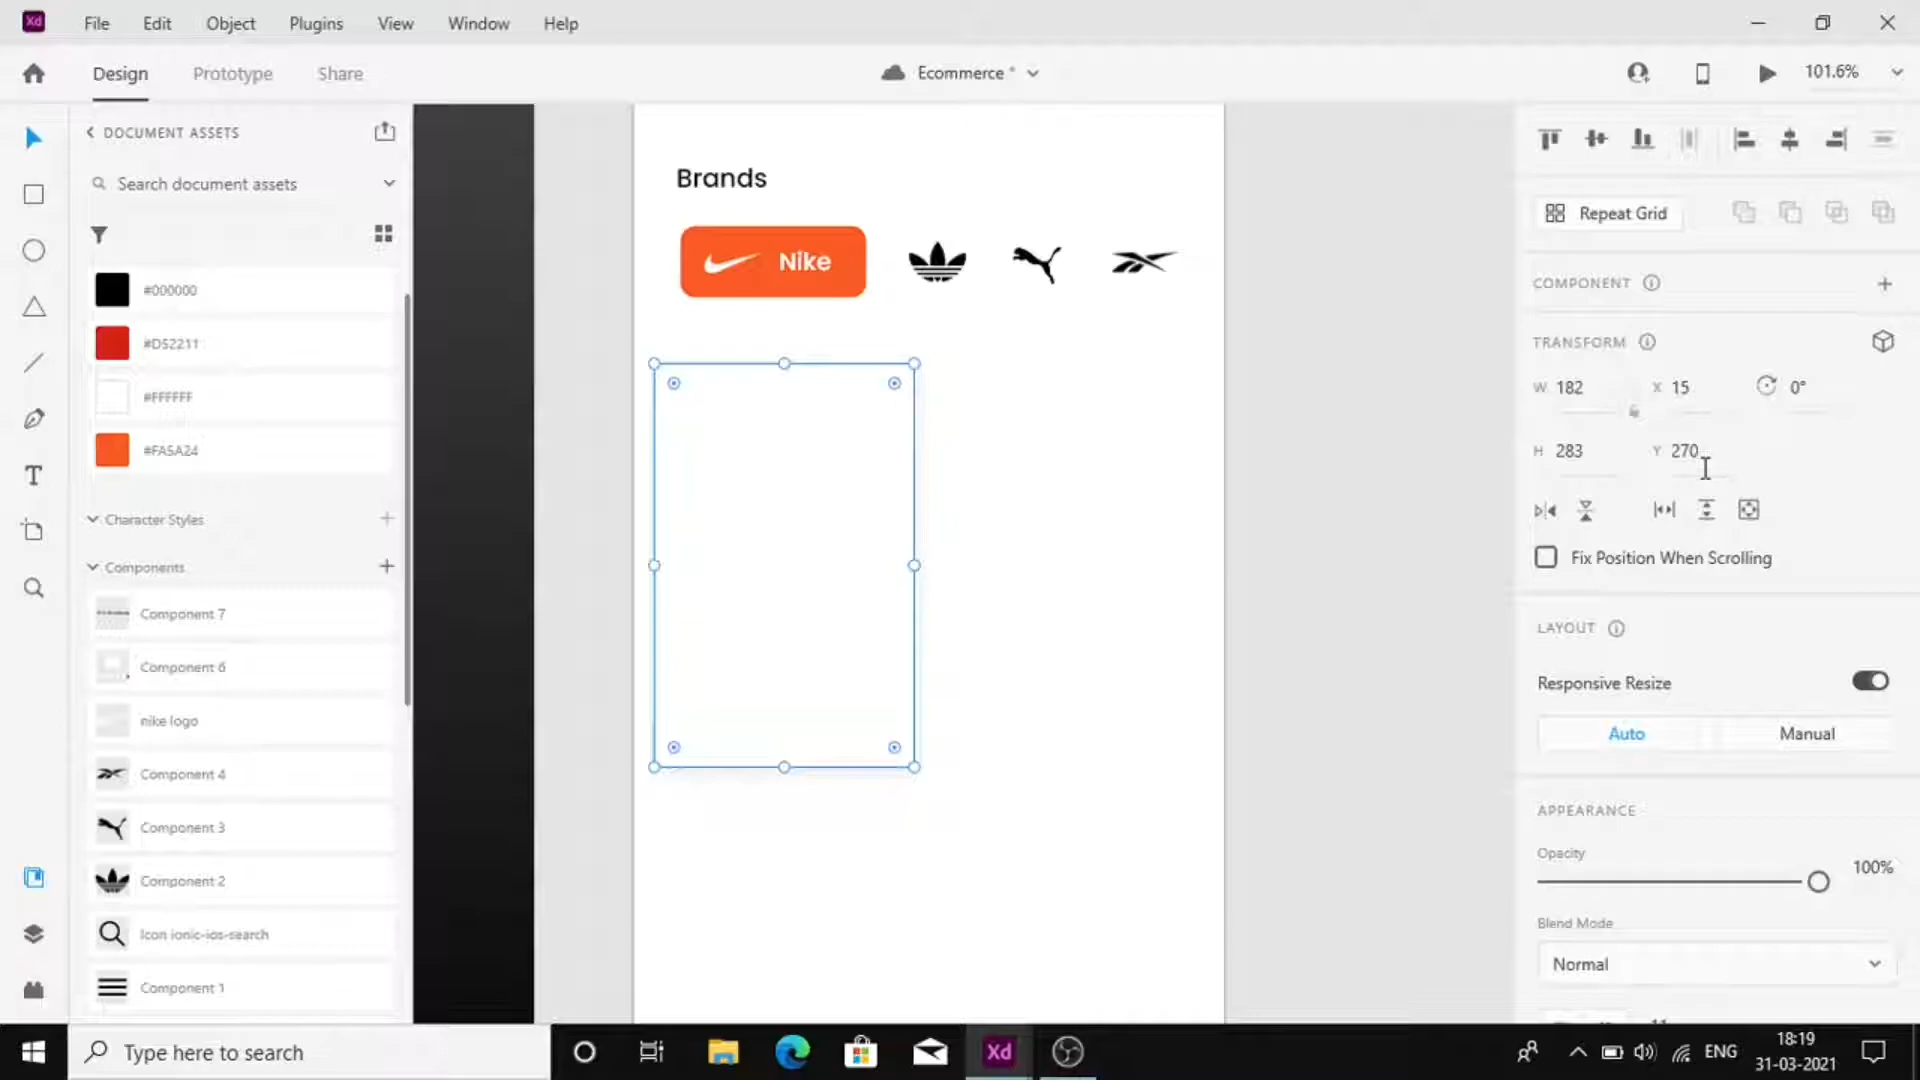 Xd File Edit Object Plugins View Window Help
Design Prototype Share Ecommerce * 101.6%
DOCUMENT ASSETS
Search document assets
#000000
#D52211
#FFFFFF
#FA5A24
Character Styles
Components
Component 7
Component 6
nike logo
Component 4
Component 3
Component 2
Icon ionic-ios-search
Component 1
Brands
Nike
Repeat Grid
COMPONENT
TRANSFORM
W 182 X 15 0°
H 283 Y 270
Fix Position When Scrolling
LAYOUT
Responsive Resize
Auto Manual
APPEARANCE
Opacity
100%
Blend Mode
Normal
Type here to search
Xd
ENG
18:19
31-03-2021